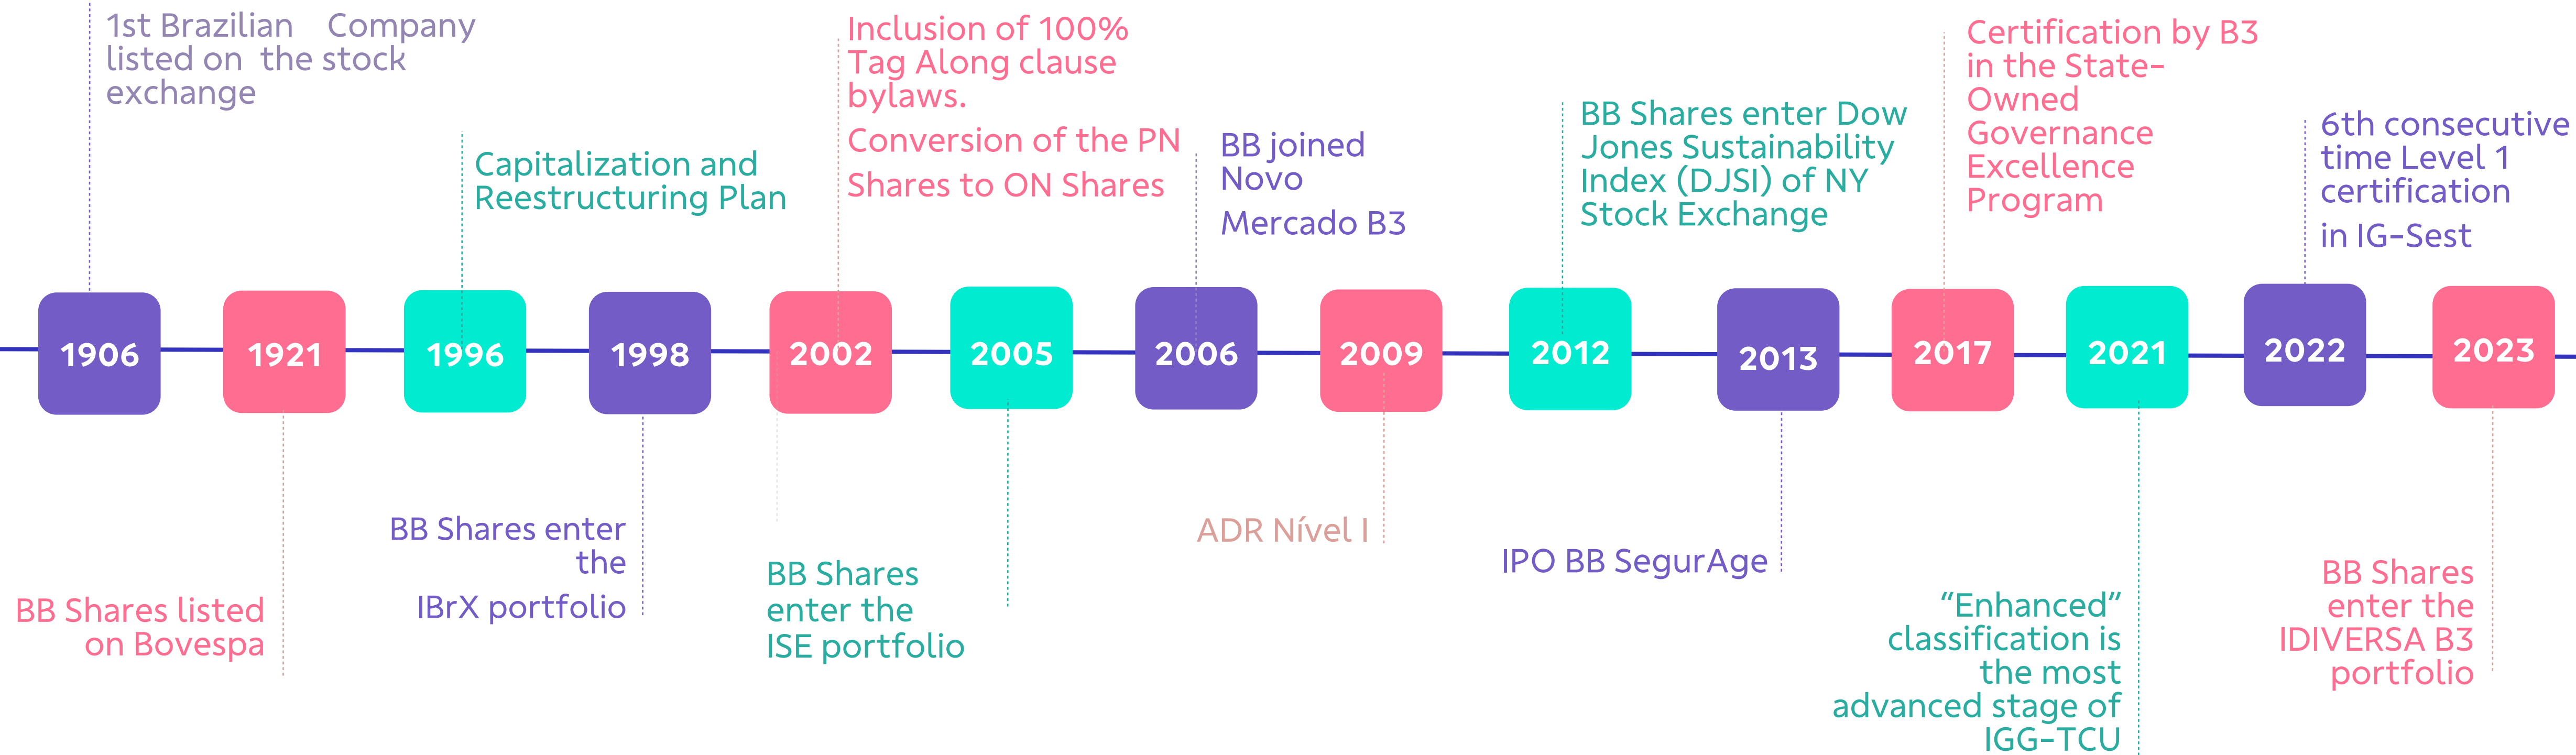 1st Brazilian Company
listed on the stock
exchange
Capitalization and
Reestructuring Plan
Inclusion of 100%
Tag Along clause
bylaws.
Conversion of the PN
Shares to ON Shares
BB joined
Novo
Mercado B3
BB Shares enter Dow
Jones Sustainability
Index (DJSI) of NY
Stock Exchange
Certification by B3
in the State-
Owned
Governance
Excellence
Program
6th consecutive
time Level 1
certification
in IG-Sest
1906
1921
1996
1998
2002
2005
2006
2009
2012
2013
2017
2021
2022
2023
BB Shares listed
on Bovespa
BB Shares enter
the
IBrX portfolio
BB Shares
enter the
ISE portfolio
ADR Nível I
IPO BB SegurAge
“Enhanced”
classification is
the most
advanced stage of
IGG-TCU
BB Shares
enter the
IDIVERSA B3
portfolio